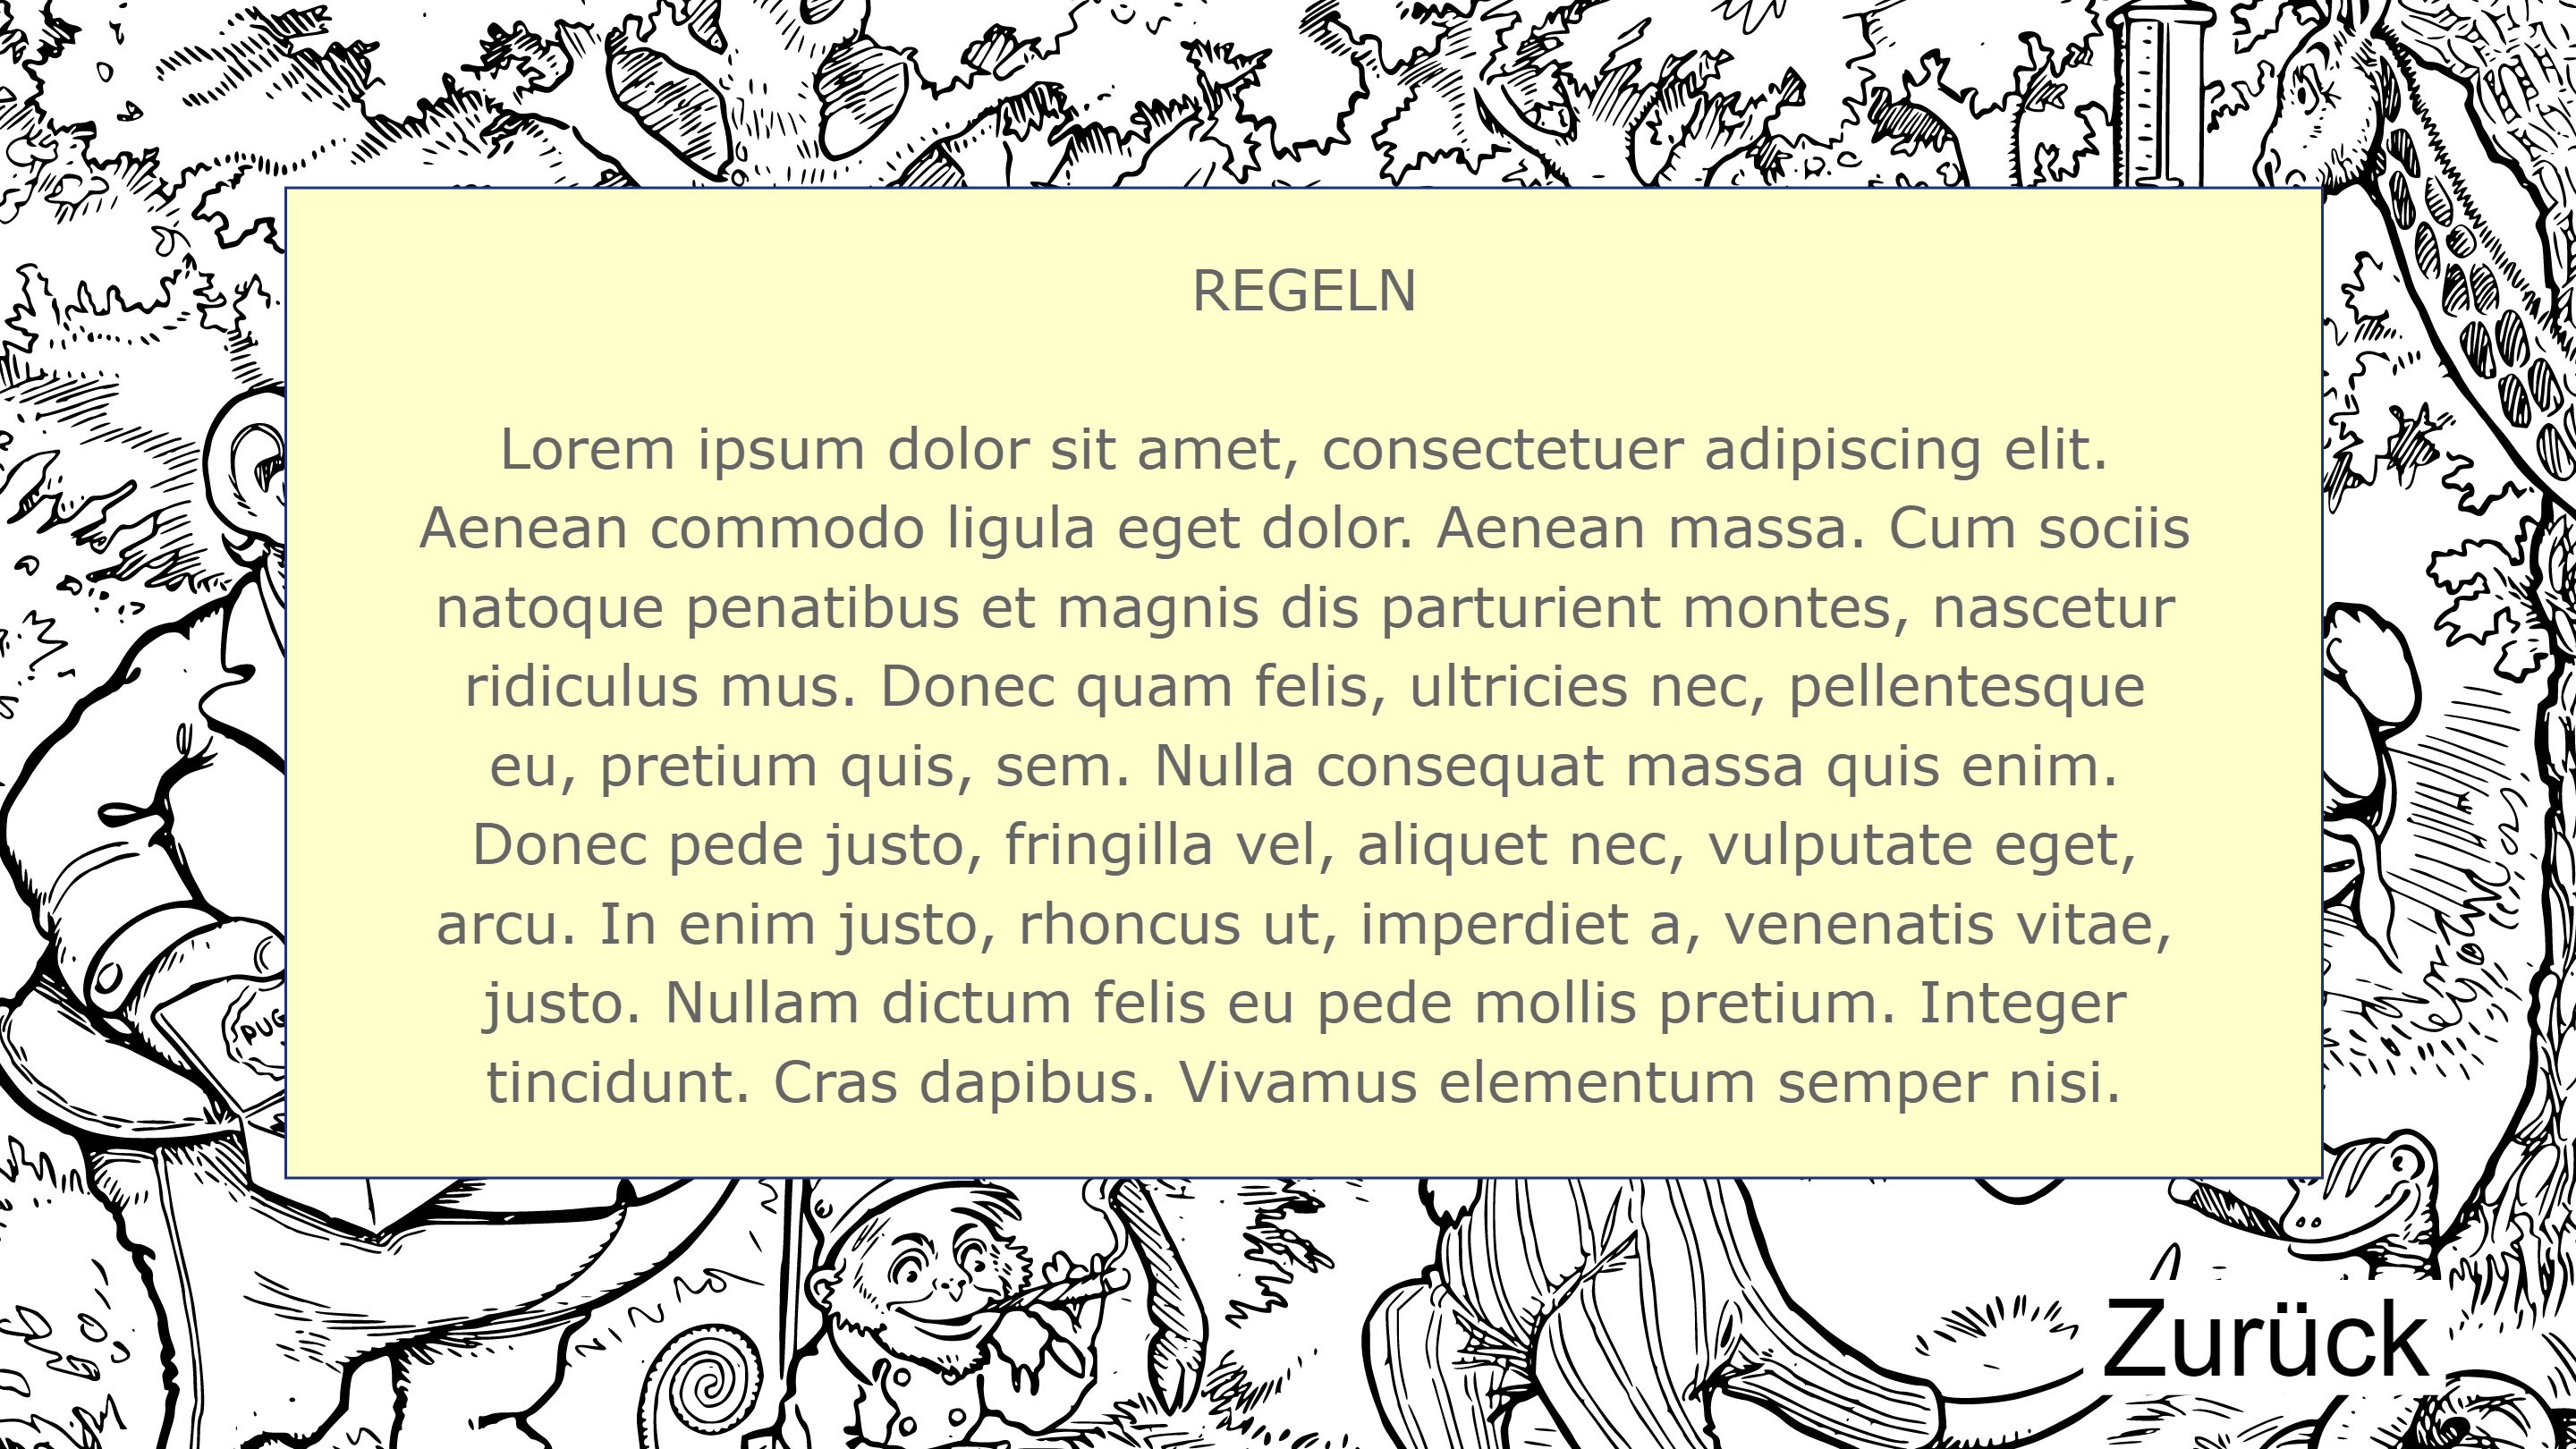 REGELN
Lorem ipsum dolor sit amet, consectetuer adipiscing elit.
Aenean commodo ligula eget dolor. Aenean massa. Cum sociis
natoque penatibus et magnis dis parturient montes, nascetur
ridiculus mus. Donec quam felis, ultricies nec, pellentesque
eu, pretium quis, sem. Nulla consequat massa quis enim.
Donec pede justo, fringilla vel, aliquet nec, vulputate eget,
arcu. In enim justo, rhoncus ut, imperdiet a, venenatis vitae,
justo. Nullam dictum felis eu pede mollis pretium. Integer
tincidunt. Cras dapibus. Vivamus elementum semper nisi.
Zurück